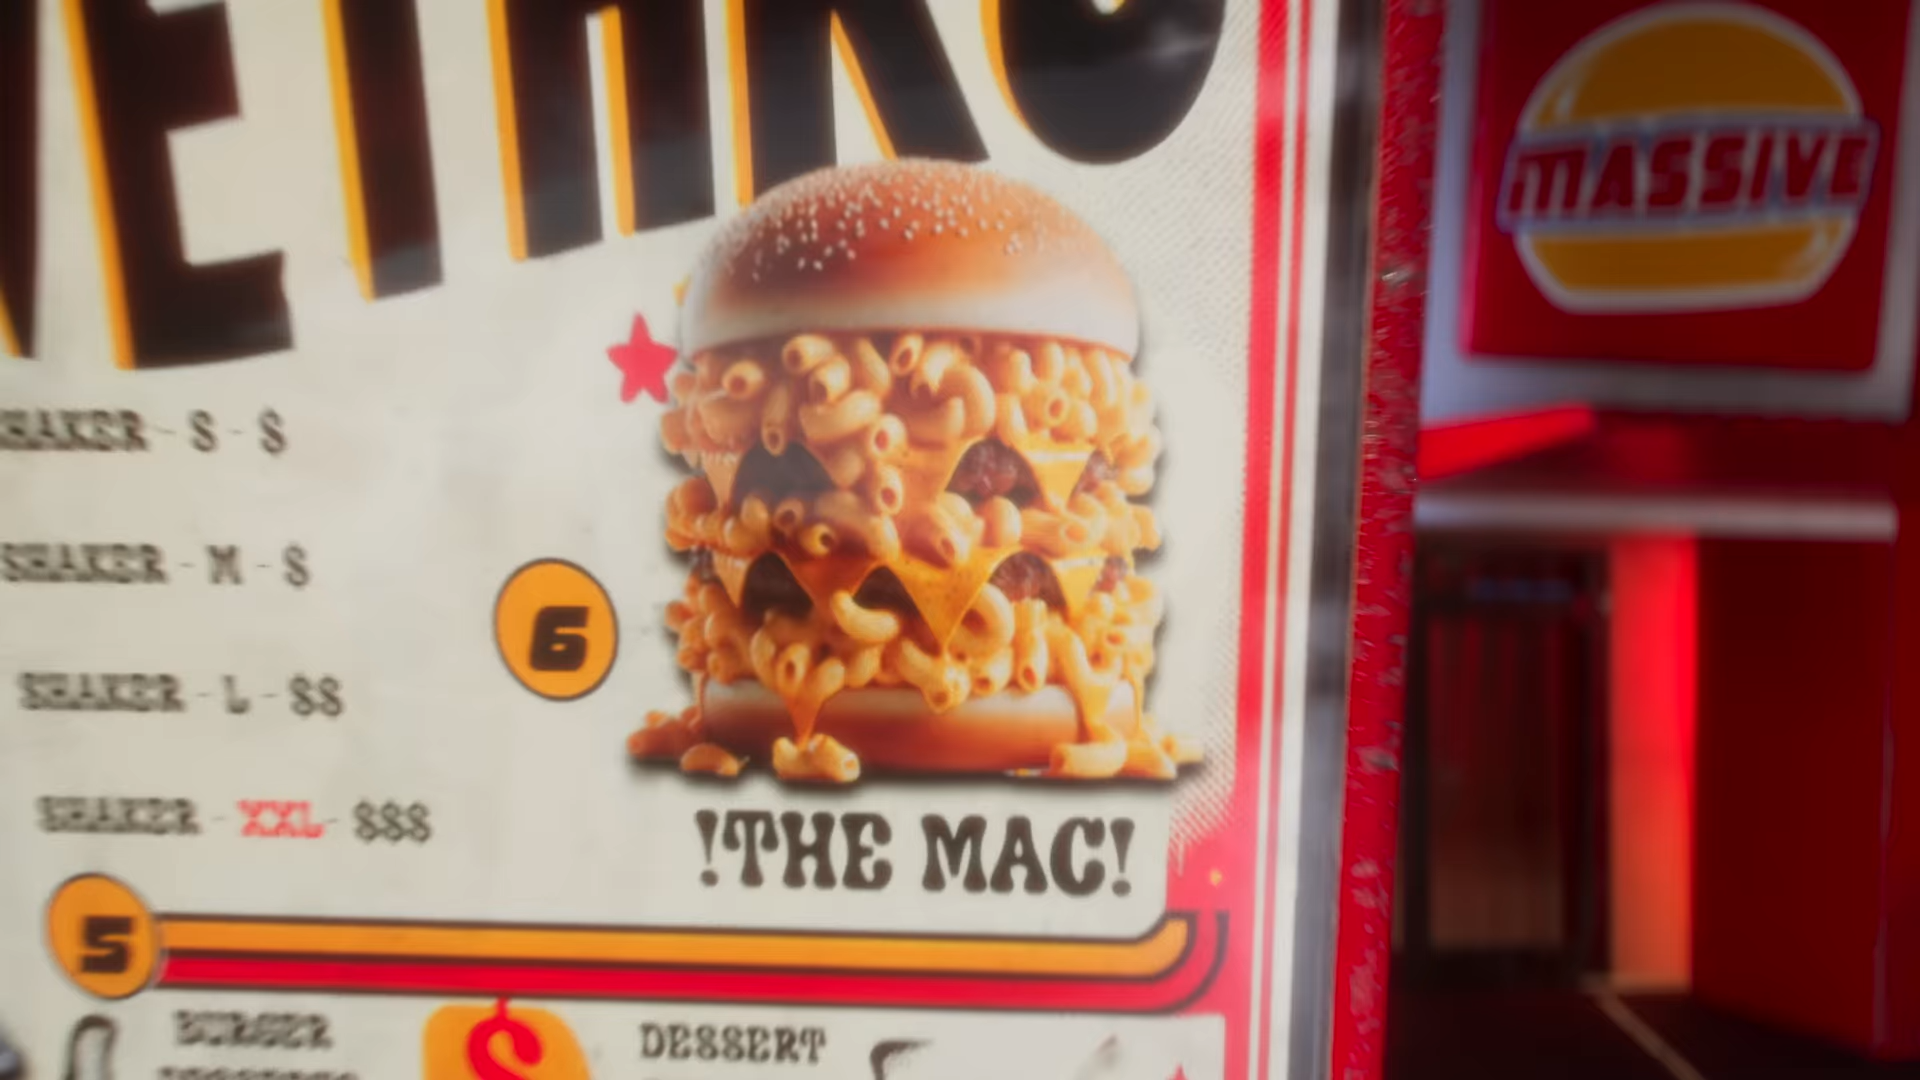 MASSIVE
SHAKER - S - $
SHAKER - M - $
SHAKER - L - $$
SHAKER - XXL - $$$
6
!THE MAC!
5
BURGER
DESSERT